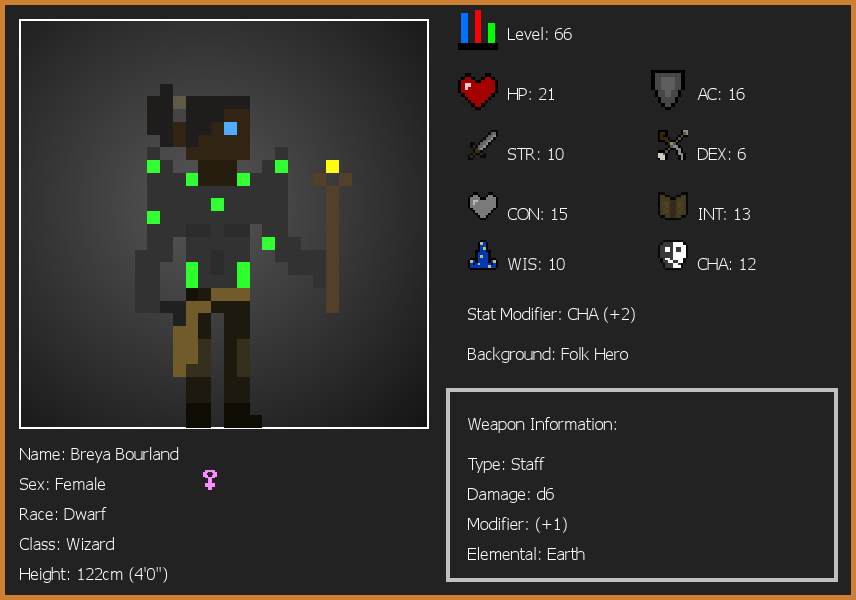 Level: 66
HP: 21
AC: 16
STR: 10
DEX: 6
CON: 15
INT: 13
WIS: 10
CHA: 12
Stat Modifier: CHA (+2)
Background: Folk Hero
Weapon Information:
Type: Staff
Damage: d6
Modifier: (+1)
Elemental: Earth
Name: Breya Bourland
Sex: Female
Race: Dwarf
Class: Wizard
Height: 122cm (4'0")